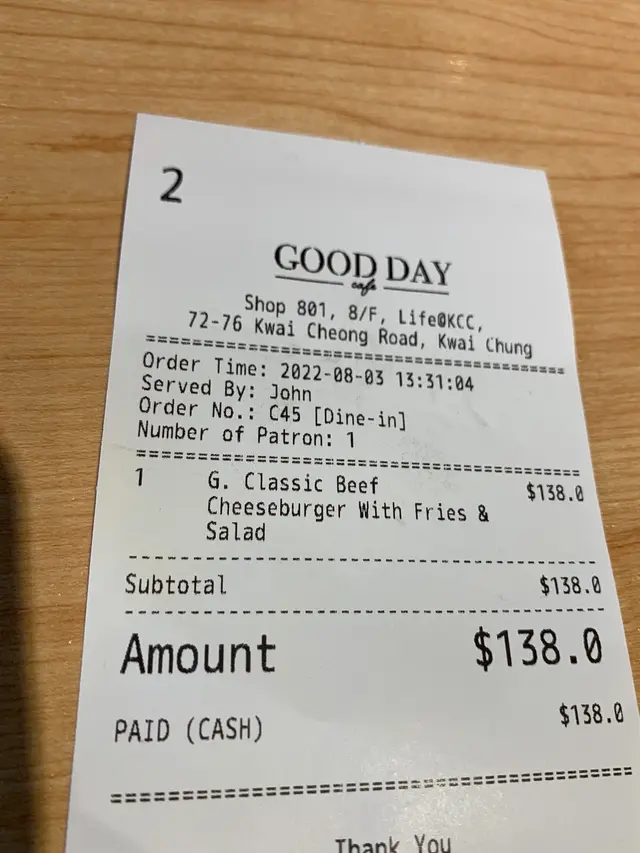 2
GOOD DAY
cafe
Shop 801, 8/F, Life@KCC,
72-76 Kwai Cheong Road, Kwai Chung
================================================
Order Time: 2022-08-03 13:31:04
Served By: John
Order No.: C45 [Dine-in]
Number of Patron: 1
================================================
1 G. Classic Beef $138.0
Cheeseburger With Fries &
Salad
------------------------------------------------
Subtotal $138.0
------------------------------------------------
Amount $138.0
PAID (CASH) $138.0
================================================
Thank You